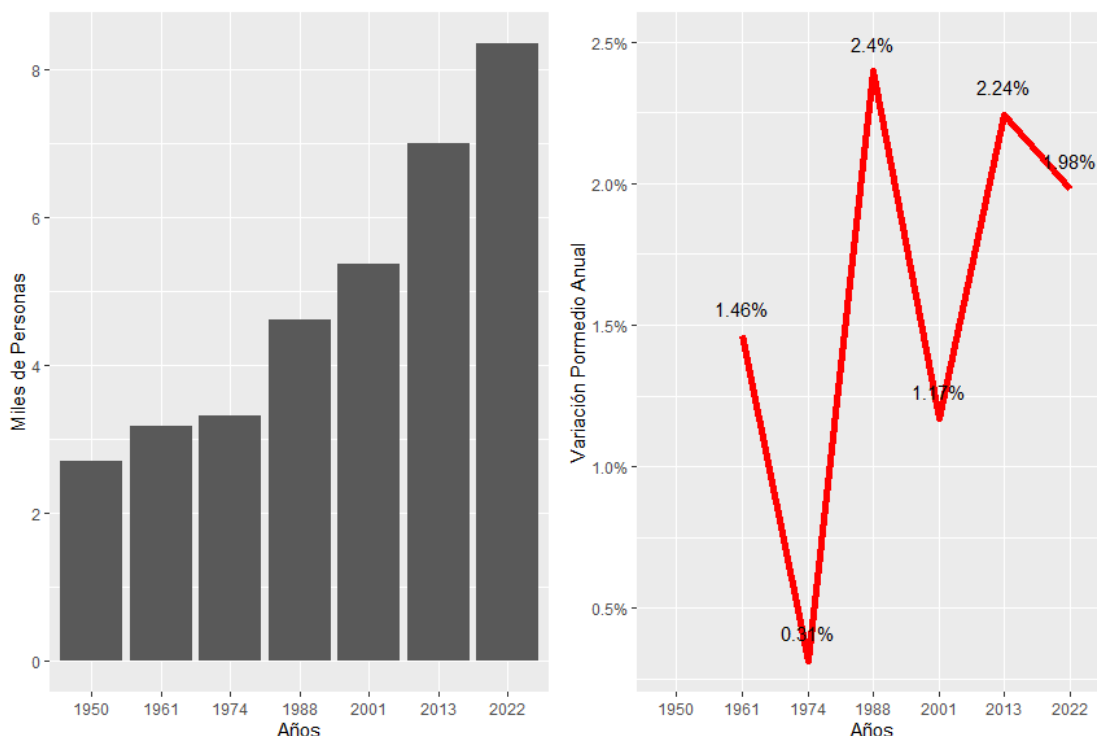 Miles de Personas
8
6
4
2
0
1950 1961 1974 1988 2001 2013 2022
Años
Variación Pormedio Anual
2.5%
2.0%
1.5%
1.0%
0.5%
1.46%
0.31%
2.4%
1.17%
2.24%
1.98%
1950 1961 1974 1988 2001 2013 2022
Años